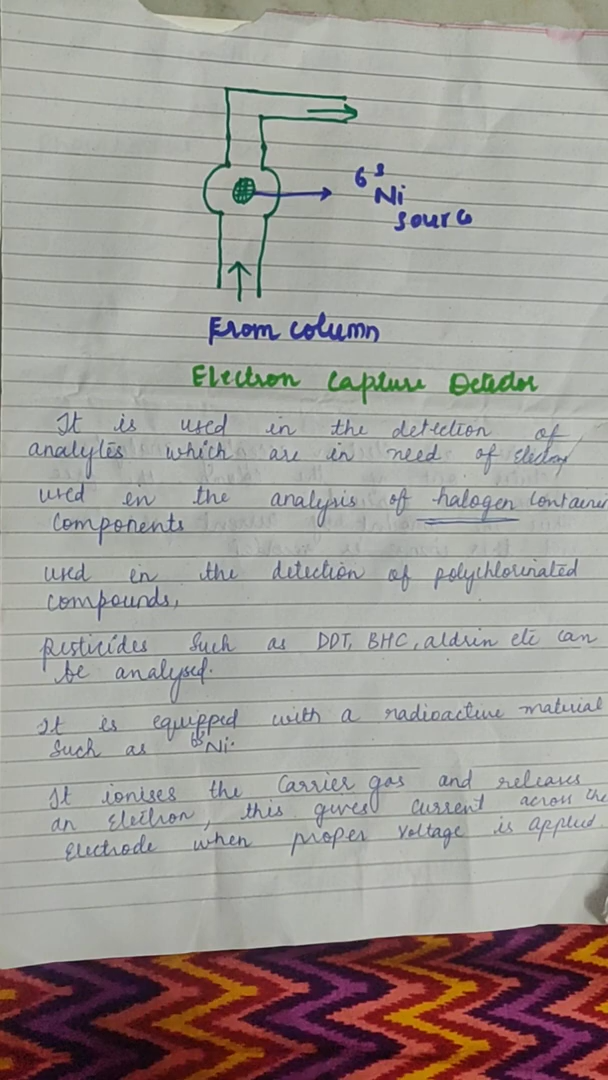 63
Ni
source
From column
Electron Capture Detector
It is used in the detection of
analytes which are in need of
used in the analysis of halogen
components
used in the detection of polychlorinated
compounds,
pesticides such as DDT, BHC, aldrin etc can
be analysed.
It is equipped with a radioactive material
such as 63Ni.
It ionises the carrier gas and releases
an electron, this gives current across the
Electrode when proper voltage is applied.